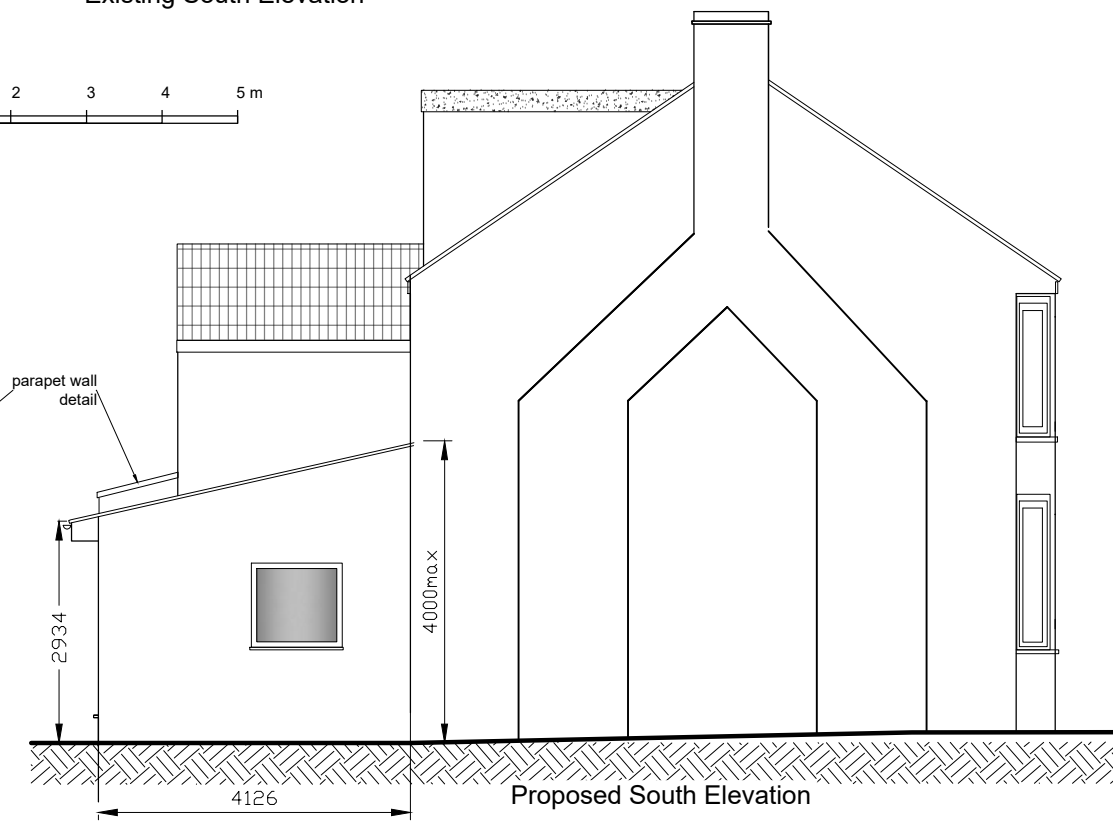 Existing South Elevation
2 3 4 5 m
parapet wall
detail
2934
4000max
4126
Proposed South Elevation